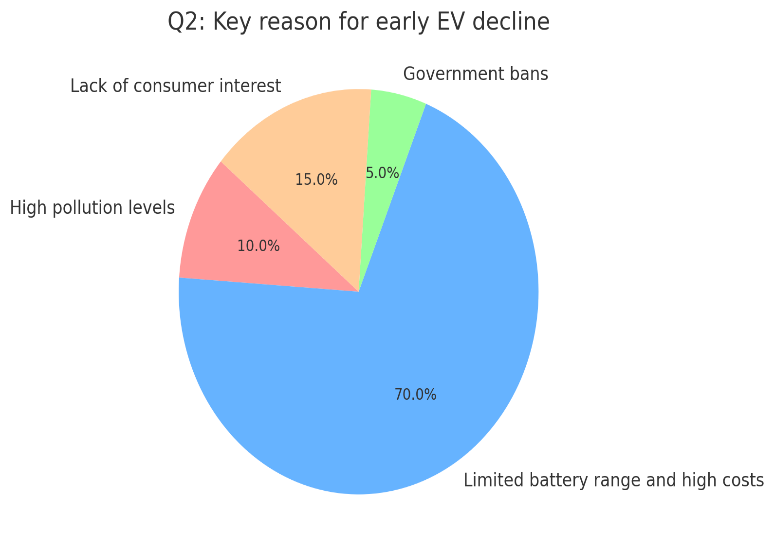 Q2: Key reason for early EV decline
Government bans
Lack of consumer interest
5.0%
15.0%
High pollution levels
10.0%
70.0%
Limited battery range and high costs